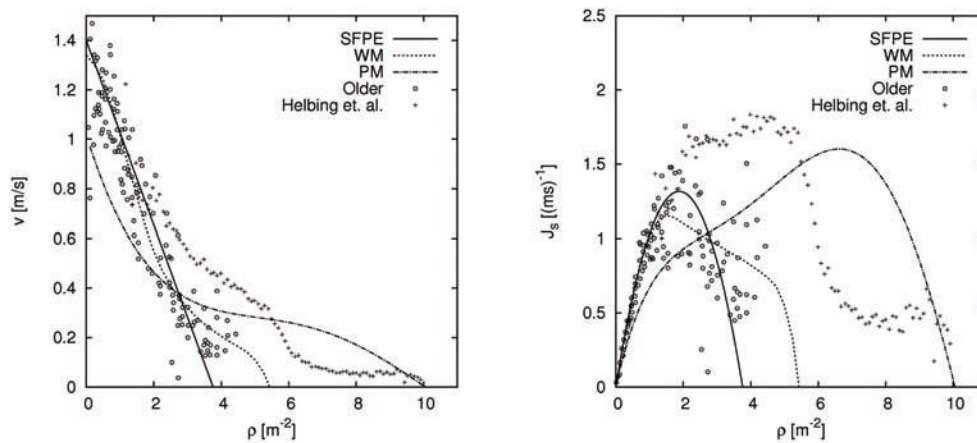 1.4
1.2
1
0.8
0.6
0.4
0.2
0
v [m/s]
0 2 4 6 8 10
ρ [m⁻²]
SFPE
WM
PM
Older
Helbing et. al.
2.5
2
1.5
1
0.5
0
J_s [(ms)⁻¹]
0 2 4 6 8 10
ρ [m⁻²]
SFPE
WM
PM
Older
Helbing et. al.